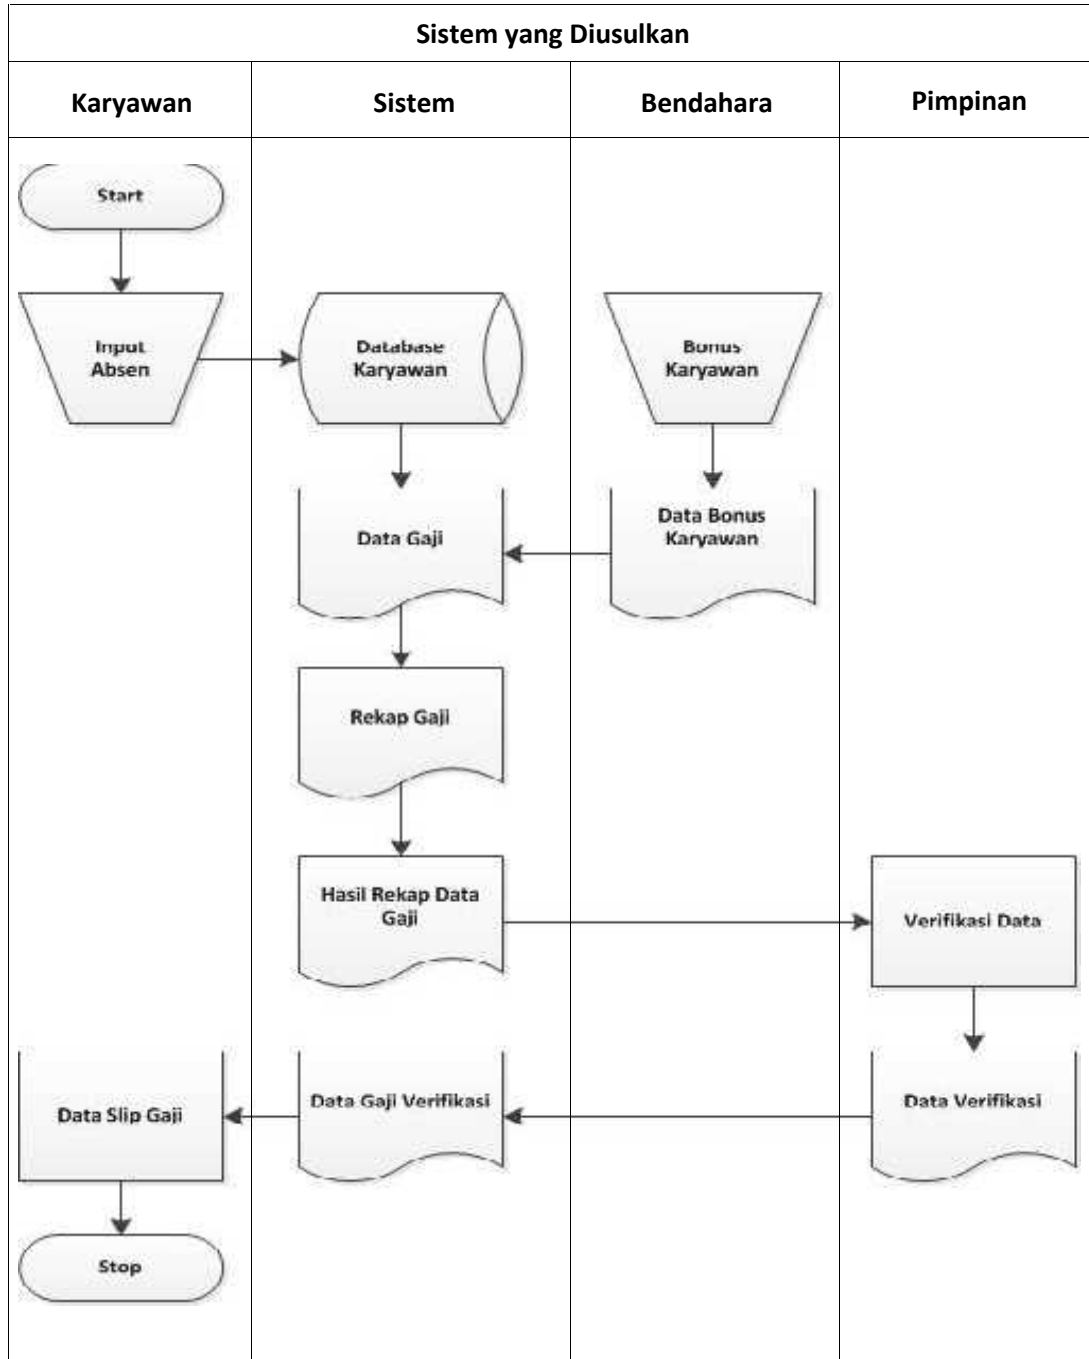 Sistem yang Diusulkan
Karyawan
Sistem
Bendahara
Pimpinan
Start
Input
Absen
Database
Karyawan
Bonus
Karyawan
Data Gaji
Data Bonus
Karyawan
Rekap Gaji
Hasil Rekap Data
Gaji
Verifikasi Data
Data Slip Gaji
Data Gaji Verifikasi
Data Verifikasi
Stop